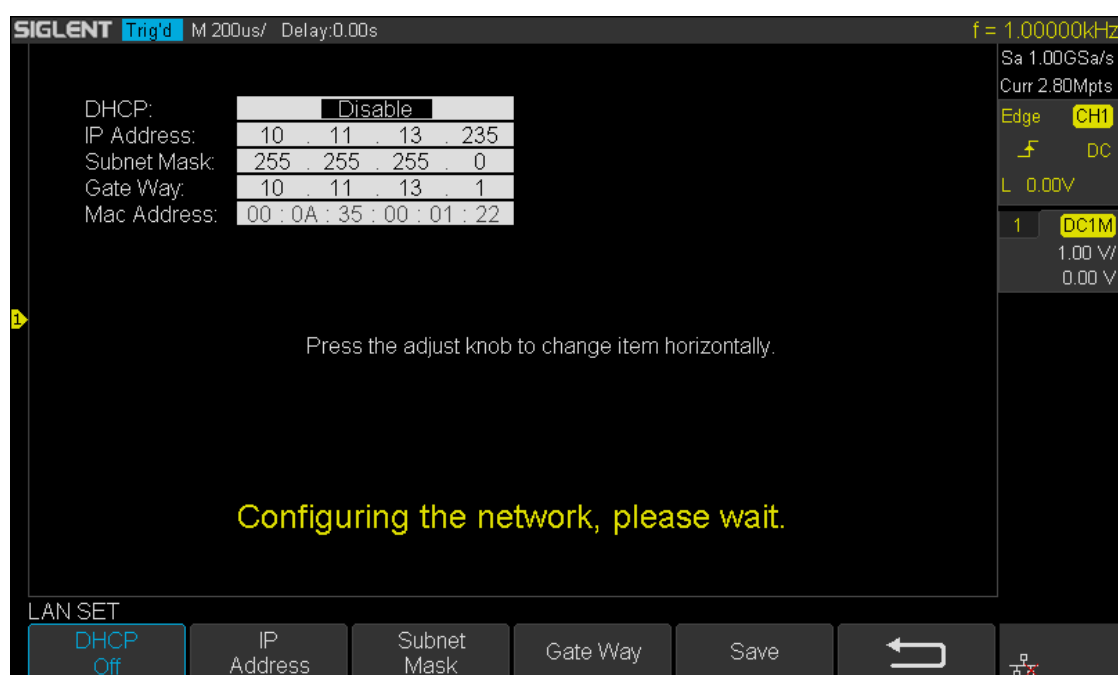 SIGLENT Trig'd M 200us/ Delay:0.00s f = 1.00000kHz
Sa 1.00GSa/s
Curr 2.80Mpts
Edge CH1
DC
L 0.00V
1 DC1M
1.00 V/
0.00 V
DHCP: Disable
IP Address: 10 . 11 . 13 . 235
Subnet Mask: 255 . 255 . 255 . 0
Gate Way: 10 . 11 . 13 . 1
Mac Address: 00 : 0A : 35 : 00 : 01 : 22
1
Press the adjust knob to change item horizontally.
Configuring the network, please wait.
LAN SET
DHCP
Off
IP
Address
Subnet
Mask
Gate Way
Save